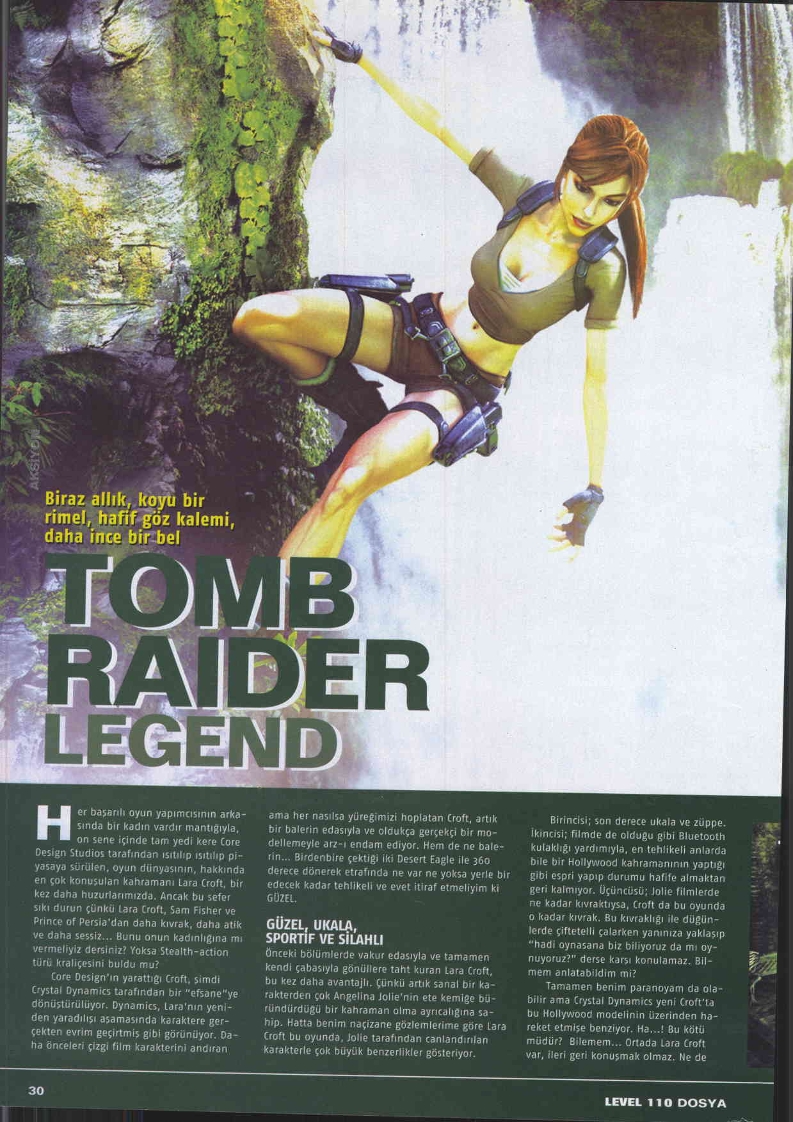 AKSİYON
Biraz allık, koyu bir
rimel, hafif göz kalemi,
daha ince bir bel
TOMB
RAIDER
LEGEND
Her başarılı oyun yapımcısının arka-
sında bir kadın vardır mantığıyla,
on sene içinde tam yedi kere Core
Design Studios tarafından ısıtılıp ısıtılıp pi-
yasaya sürülen, oyun dünyasının, hakkında
en çok konuşulan kahramanı Lara Croft, bir
kez daha huzurlarımızda. Ancak bu sefer
sıkı durun çünkü Lara Croft, Sam Fisher ve
Prince of Persia'dan daha kıvrak, daha atik
ve daha sessiz... Bunu onun kadınlığına mı
vermeliyiz dersiniz? Yoksa Stealth-action
türü kraliçesini buldu mu?
Core Design'ın yarattığı Croft, şimdi
Crystal Dynamics tarafından bir "efsane"ye
dönüştürülüyor. Dynamics, Lara'nın yeni-
den yaradılışı aşamasında karaktere ger-
çekten evrim geçirtmiş gibi görünüyor. Da-
ha önceleri çizgi film karakterini andıran
ama her nasılsa yüreğimizi hoplatan Croft, artık
bir balerin edasıyla ve oldukça gerçekçi bir mo-
dellemeyle arz-ı endam ediyor. Hem de ne bale-
rin... Birdenbire çektiği iki Desert Eagle ile 360
derece dönerek etrafında ne var ne yoksa yerle bir
edecek kadar tehlikeli ve evet itiraf etmeliyim ki
GÜZEL.
GÜZEL, UKALA,
SPORTİF VE SİLAHLI
Önceki bölümlerde vakur edasıyla ve tamamen
kendi çabasıyla gönüllere taht kuran Lara Croft,
bu kez daha avantajlı. Çünkü artık sanal bir ka-
rakterden çok Angelina Jolie'nin ete kemiğe bü-
ründürdüğü bir kahraman olma ayrıcalığına sa-
hip. Hatta benim naçizane gözlemlerime göre Lara
Croft bu oyunda, Jolie tarafından canlandırılan
karakterle çok büyük benzerlikler gösteriyor.
Birincisi; son derece ukala ve züppe.
İkincisi; filmde de olduğu gibi Bluetooth
kulaklığı yardımıyla, en tehlikeli anlarda
bile bir Hollywood kahramanının yaptığı
gibi espri yapıp durumu hafife almaktan
geri kalmıyor. Üçüncüsü; Jolie filmlerde
ne kadar kıvraktıysa, Croft da bu oyunda
o kadar kıvrak. Bu kıvraklığı ile düğün-
lerde çiftetelli çalarken yanınıza yaklaşıp
"hadi oynasana biz biliyoruz da mı oy-
nuyoruz?" derse karşı konulamaz. Bil-
mem anlatabildim mi?
Tamamen benim paranoyam da ola-
bilir ama Crystal Dynamics yeni Croft'ta
bu Hollywood modelinin üzerinden ha-
reket etmişe benziyor. Ha...! Bu kötü
müdür? Bilemem... Ortada Lara Croft
var, ileri geri konuşmak olmaz. Ne de
30
LEVEL 110 DOSYA